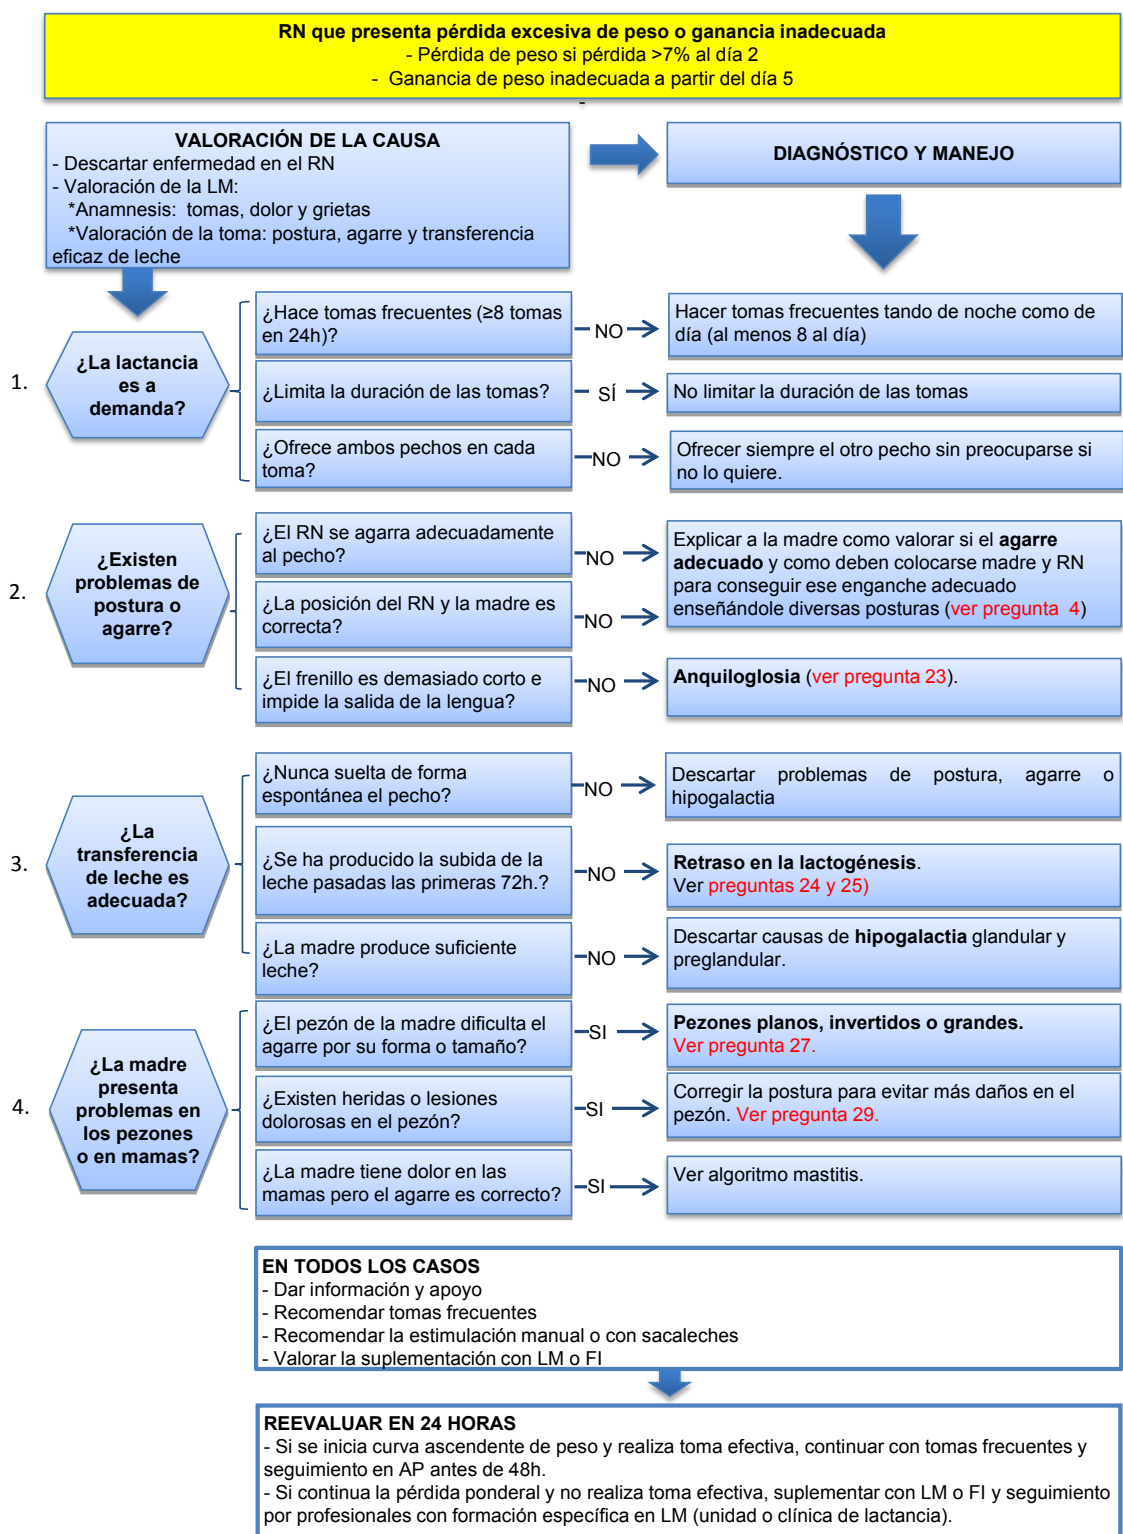 RN que presenta pérdida excesiva de peso o ganancia inadecuada
- Pérdida de peso si pérdida >7% al día 2
- Ganancia de peso inadecuada a partir del día 5
-
VALORACIÓN DE LA CAUSA
- Descartar enfermedad en el RN
- Valoración de la LM:
*Anamnesis: tomas, dolor y grietas
*Valoración de la toma: postura, agarre y transferencia
eficaz de leche
DIAGNÓSTICO Y MANEJO
1.
¿La lactancia
es a
demanda?
¿Hace tomas frecuentes (≥8 tomas
en 24h)?
NO
Hacer tomas frecuentes tando de noche como de
día (al menos 8 al día)
¿Limita la duración de las tomas?
SÍ
No limitar la duración de las tomas
¿Ofrece ambos pechos en cada
toma?
NO
Ofrecer siempre el otro pecho sin preocuparse si
no lo quiere.
2.
¿Existen
problemas de
postura o
agarre?
¿El RN se agarra adecuadamente
al pecho?
NO
¿La posición del RN y la madre es
correcta?
NO
Explicar a la madre como valorar si el agarre
adecuado y como deben colocarse madre y RN
para conseguir ese enganche adecuado
enseñándole diversas posturas (ver pregunta 4)
¿El frenillo es demasiado corto e
impide la salida de la lengua?
NO
Anquiloglosia (ver pregunta 23).
3.
¿La
transferencia
de leche es
adecuada?
¿Nunca suelta de forma
espontánea el pecho?
NO
Descartar problemas de postura, agarre o
hipogalactia
¿Se ha producido la subida de la
leche pasadas las primeras 72h.?
NO
Retraso en la lactogénesis.
Ver preguntas 24 y 25)
¿La madre produce suficiente
leche?
NO
Descartar causas de hipogalactia glandular y
preglandular.
4.
¿La madre
presenta
problemas en
los pezones
o en mamas?
¿El pezón de la madre dificulta el
agarre por su forma o tamaño?
SI
Pezones planos, invertidos o grandes.
Ver pregunta 27.
¿Existen heridas o lesiones
dolorosas en el pezón?
SI
Corregir la postura para evitar más daños en el
pezón. Ver pregunta 29.
¿La madre tiene dolor en las
mamas pero el agarre es correcto?
SI
Ver algoritmo mastitis.
EN TODOS LOS CASOS
- Dar información y apoyo
- Recomendar tomas frecuentes
- Recomendar la estimulación manual o con sacaleches
- Valorar la suplementación con LM o FI
REEVALUAR EN 24 HORAS
- Si se inicia curva ascendente de peso y realiza toma efectiva, continuar con tomas frecuentes y
seguimiento en AP antes de 48h.
- Si continua la pérdida ponderal y no realiza toma efectiva, suplementar con LM o FI y seguimiento
por profesionales con formación específica en LM (unidad o clínica de lactancia).